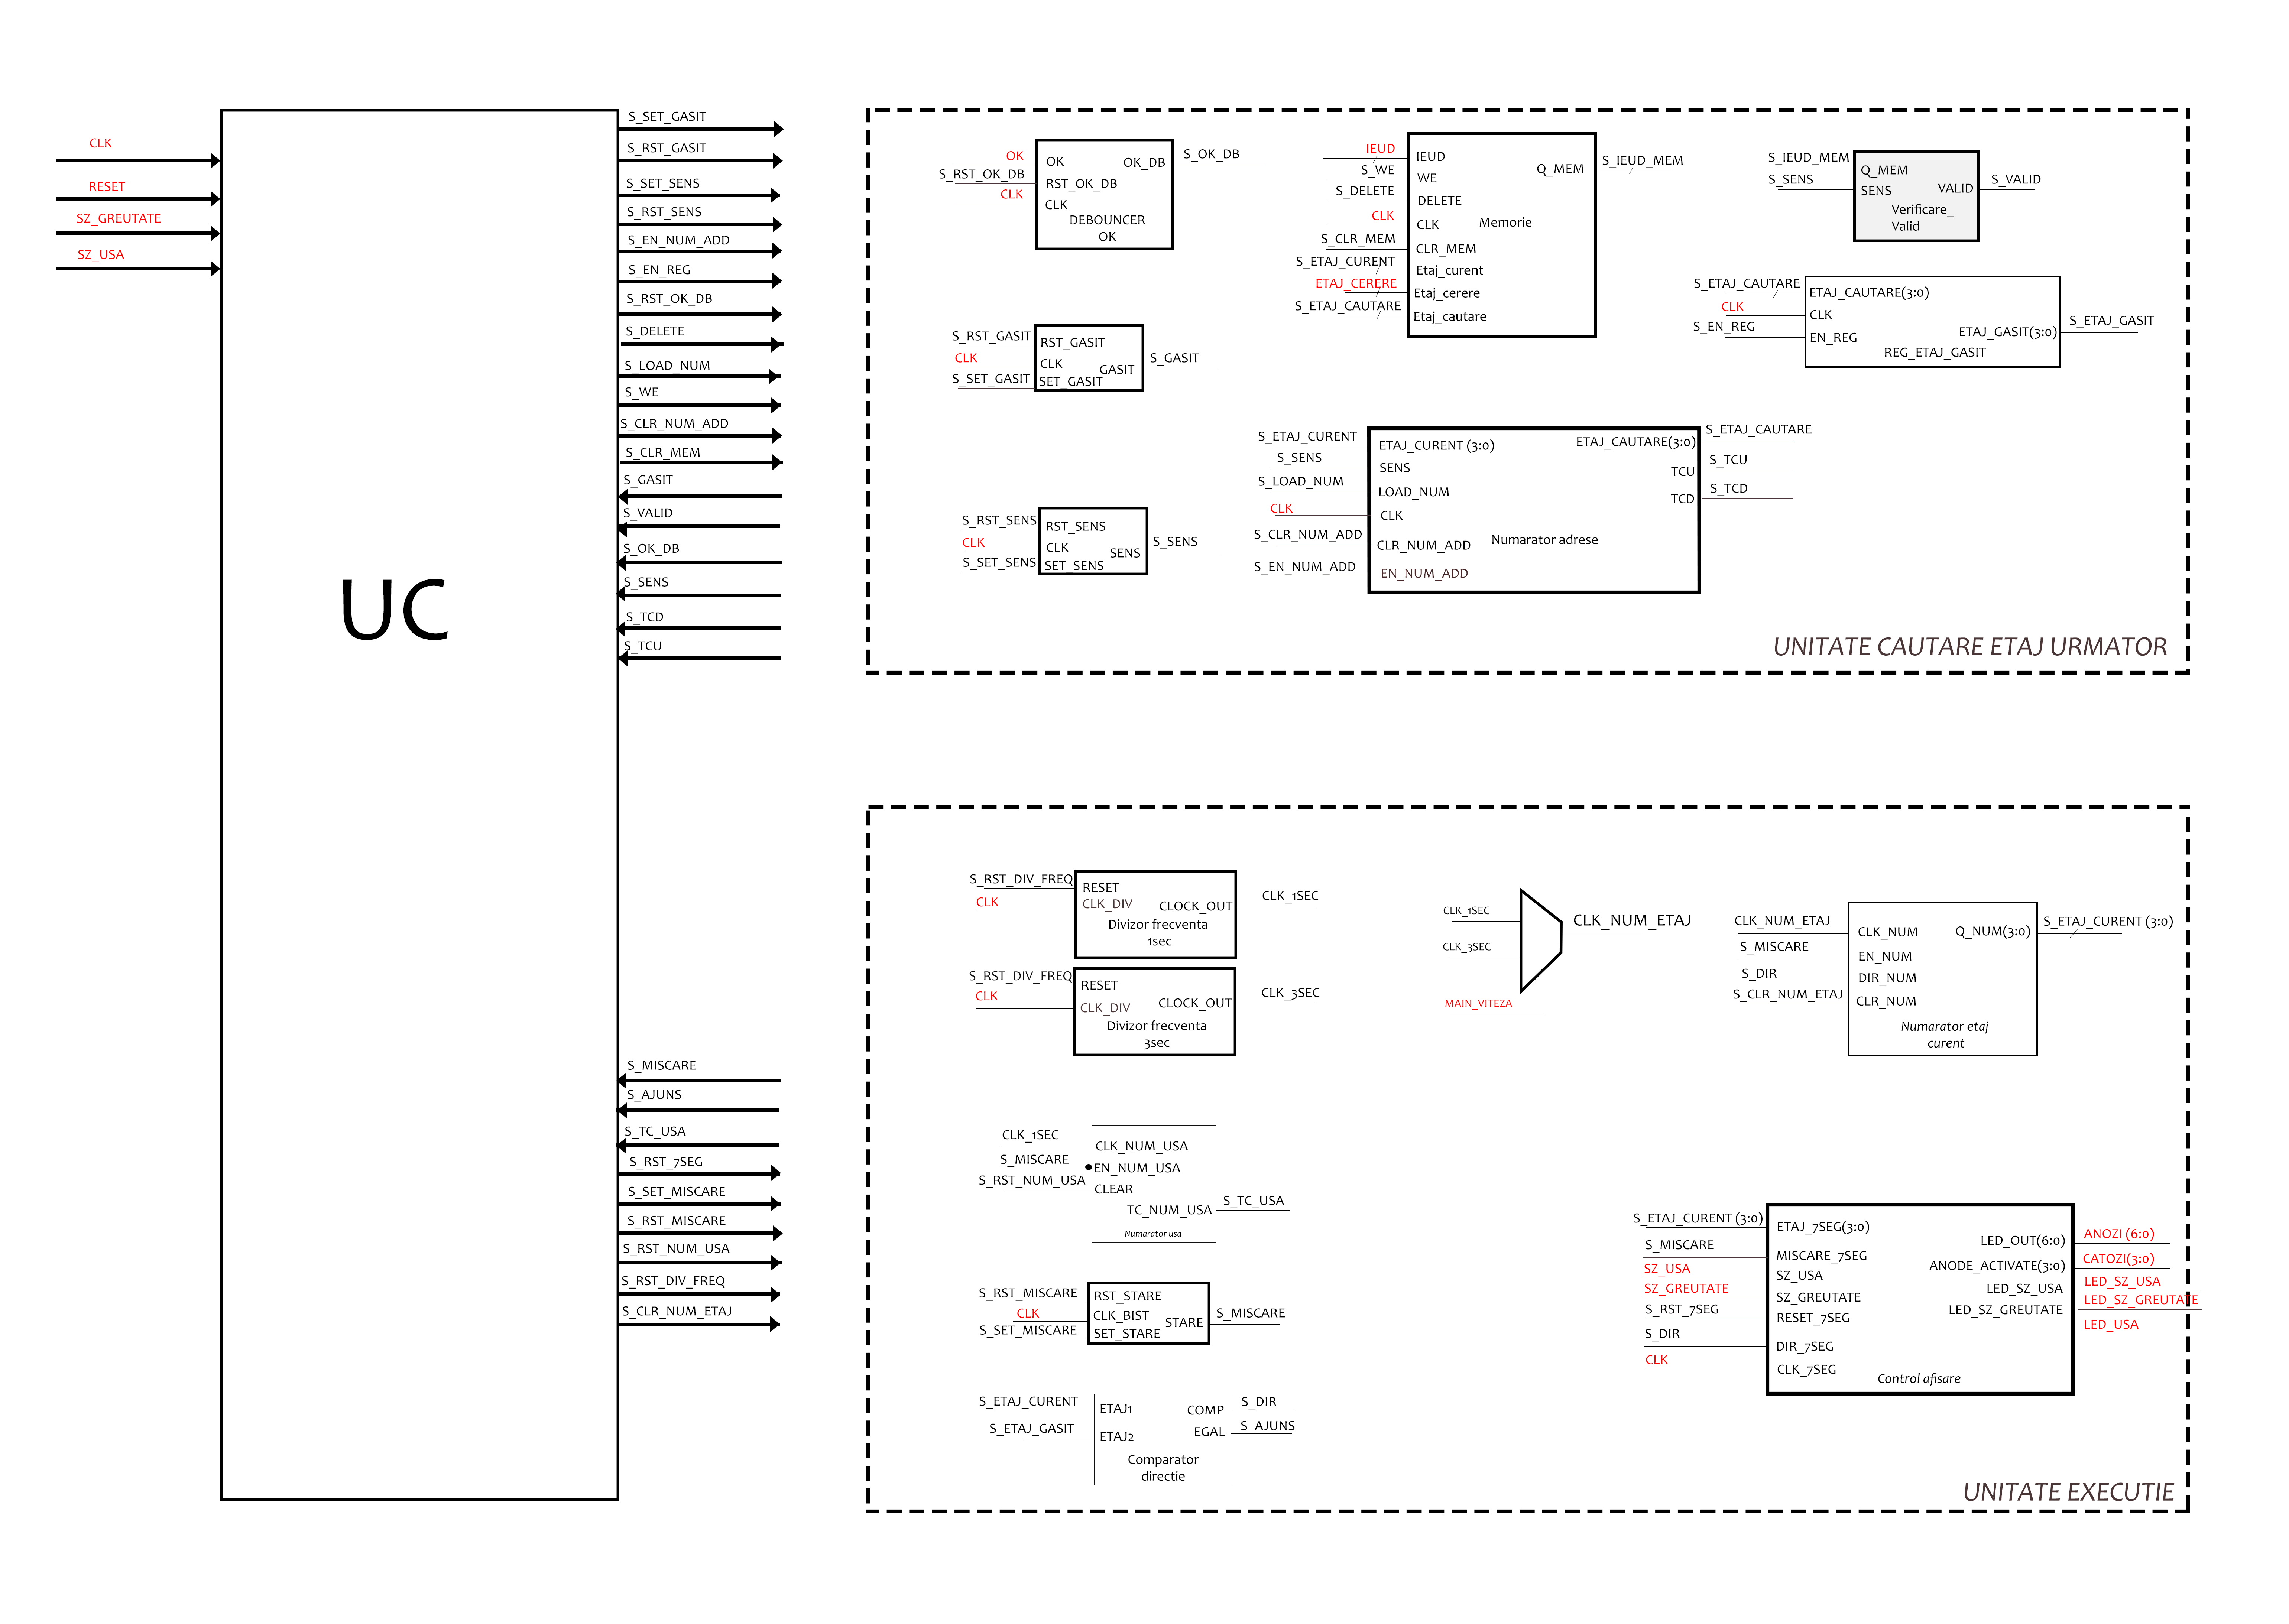 CLK
RESET
SZ_GREUTATE
SZ_USA
UC
S_SET_GASIT
S_RST_GASIT
S_SET_SENS
S_RST_SENS
S_EN_NUM_ADD
S_EN_REG
S_RST_OK_DB
S_DELETE
S_LOAD_NUM
S_WE
S_CLR_NUM_ADD
S_CLR_MEM
S_GASIT
S_VALID
S_OK_DB
S_SENS
S_TCD
S_TCU
S_MISCARE
S_AJUNS
S_TC_USA
S_RST_7SEG
S_SET_MISCARE
S_RST_MISCARE
S_RST_NUM_USA
S_RST_DIV_FREQ
S_CLR_NUM_ETAJ
OK
S_RST_OK_DB
CLK
OK
OK_DB
RST_OK_DB
CLK
DEBOUNCER
OK
S_OK_DB
IEUD
S_WE
S_DELETE
CLK
S_CLR_MEM
S_ETAJ_CURENT
ETAJ_CERERE
S_ETAJ_CAUTARE
IEUD
Q_MEM
WE
DELETE
CLK
Memorie
CLR_MEM
Etaj_curent
Etaj_cerere
Etaj_cautare
S_IEUD_MEM
S_IEUD_MEM
S_SENS
Q_MEM
SENS
VALID
Verificare_
Valid
S_VALID
S_ETAJ_CAUTARE
CLK
S_EN_REG
ETAJ_CAUTARE(3:0)
CLK
EN_REG
ETAJ_GASIT(3:0)
REG_ETAJ_GASIT
S_ETAJ_GASIT
S_RST_GASIT
CLK
S_SET_GASIT
RST_GASIT
CLK
GASIT
SET_GASIT
S_GASIT
S_RST_SENS
CLK
S_SET_SENS
RST_SENS
CLK
SENS
SET_SENS
S_SENS
S_ETAJ_CURENT
S_SENS
S_LOAD_NUM
CLK
S_CLR_NUM_ADD
S_EN_NUM_ADD
ETAJ_CURENT (3:0)
ETAJ_CAUTARE(3:0)
SENS
TCU
LOAD_NUM
TCD
CLK
CLR_NUM_ADD
Numarator adrese
EN_NUM_ADD
S_ETAJ_CAUTARE
S_TCU
S_TCD
UNITATE CAUTARE ETAJ URMATOR
S_RST_DIV_FREQ
CLK
RESET
CLK_DIV
CLOCK_OUT
Divizor frecventa
1sec
CLK_1SEC
S_RST_DIV_FREQ
CLK
RESET
CLK_DIV
CLOCK_OUT
Divizor frecventa
3sec
CLK_3SEC
CLK_1SEC
CLK_3SEC
MAIN_VITEZA
CLK_NUM_ETAJ
CLK_NUM_ETAJ
S_MISCARE
S_DIR
S_CLR_NUM_ETAJ
CLK_NUM
Q_NUM(3:0)
EN_NUM
DIR_NUM
CLR_NUM
Numarator etaj
curent
S_ETAJ_CURENT (3:0)
CLK_1SEC
S_MISCARE
S_RST_NUM_USA
CLK_NUM_USA
EN_NUM_USA
CLEAR
TC_NUM_USA
Numarator usa
S_TC_USA
S_RST_MISCARE
CLK
S_SET_MISCARE
RST_STARE
CLK_BIST
STARE
SET_STARE
S_MISCARE
S_ETAJ_CURENT
S_ETAJ_GASIT
ETAJ1
COMP
ETAJ2
EGAL
Comparator
directie
S_DIR
S_AJUNS
S_ETAJ_CURENT (3:0)
S_MISCARE
SZ_USA
SZ_GREUTATE
S_RST_7SEG
S_DIR
CLK
ETAJ_7SEG(3:0)
LED_OUT(6:0)
MISCARE_7SEG
ANODE_ACTIVATE(3:0)
SZ_USA
LED_SZ_USA
SZ_GREUTATE
LED_SZ_GREUTATE
RESET_7SEG
DIR_7SEG
CLK_7SEG
Control afisare
ANOZI (6:0)
CATOZI(3:0)
LED_SZ_USA
LED_SZ_GREUTATE
LED_USA
UNITATE EXECUTIE